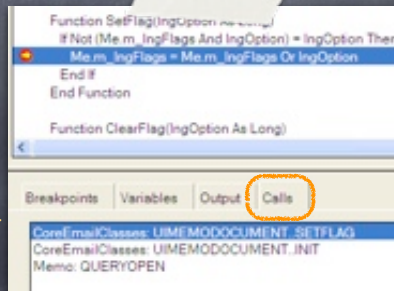 Function SetFlag(lngOption As Long)
If Not (Me.m_lngFlags And lngOption) = lngOption Then
Me.m_lngFlags = Me.m_lngFlags Or lngOption
End If
End Function
Function ClearFlag(lngOption As Long)
Breakpoints Variables Output Calls
CoreEmailClasses: UIMEMODOCUMENT..SETFLAG
CoreEmailClasses: UIMEMODOCUMENT..INIT
Memo: QUERYOPEN